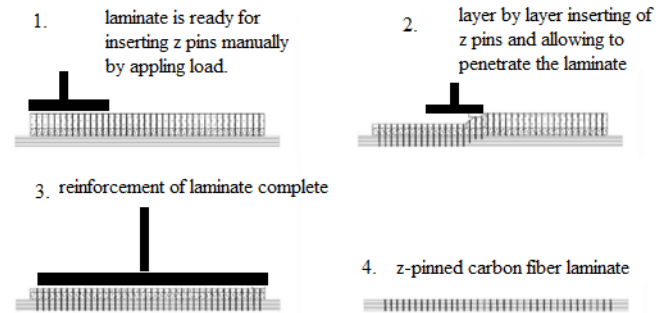 1. laminate is ready for
inserting z pins manually
by appling load.
2. layer by layer inserting of
z pins and allowing to
penetrate the laminate
3. reinforcement of laminate complete
4. z-pinned carbon fiber laminate